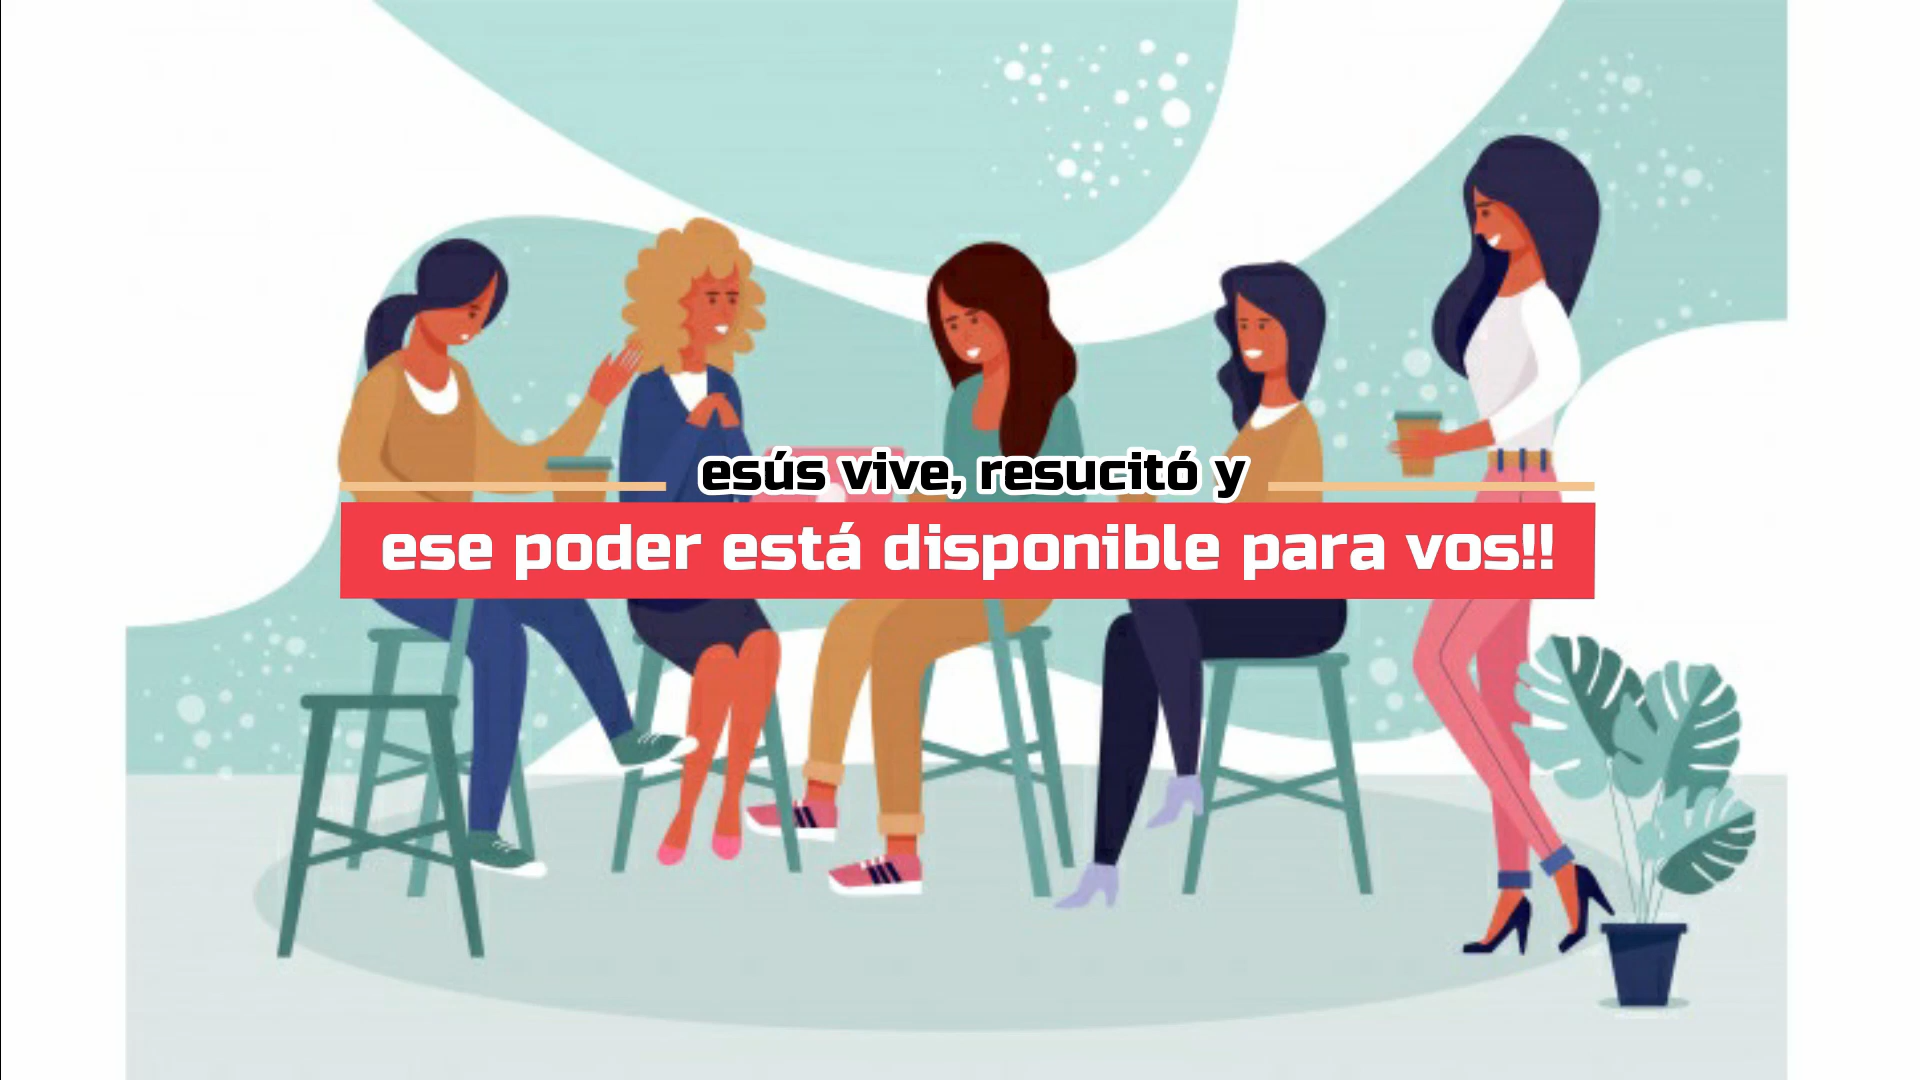 esús vive, resucitó y
ese poder está disponible para vos!!